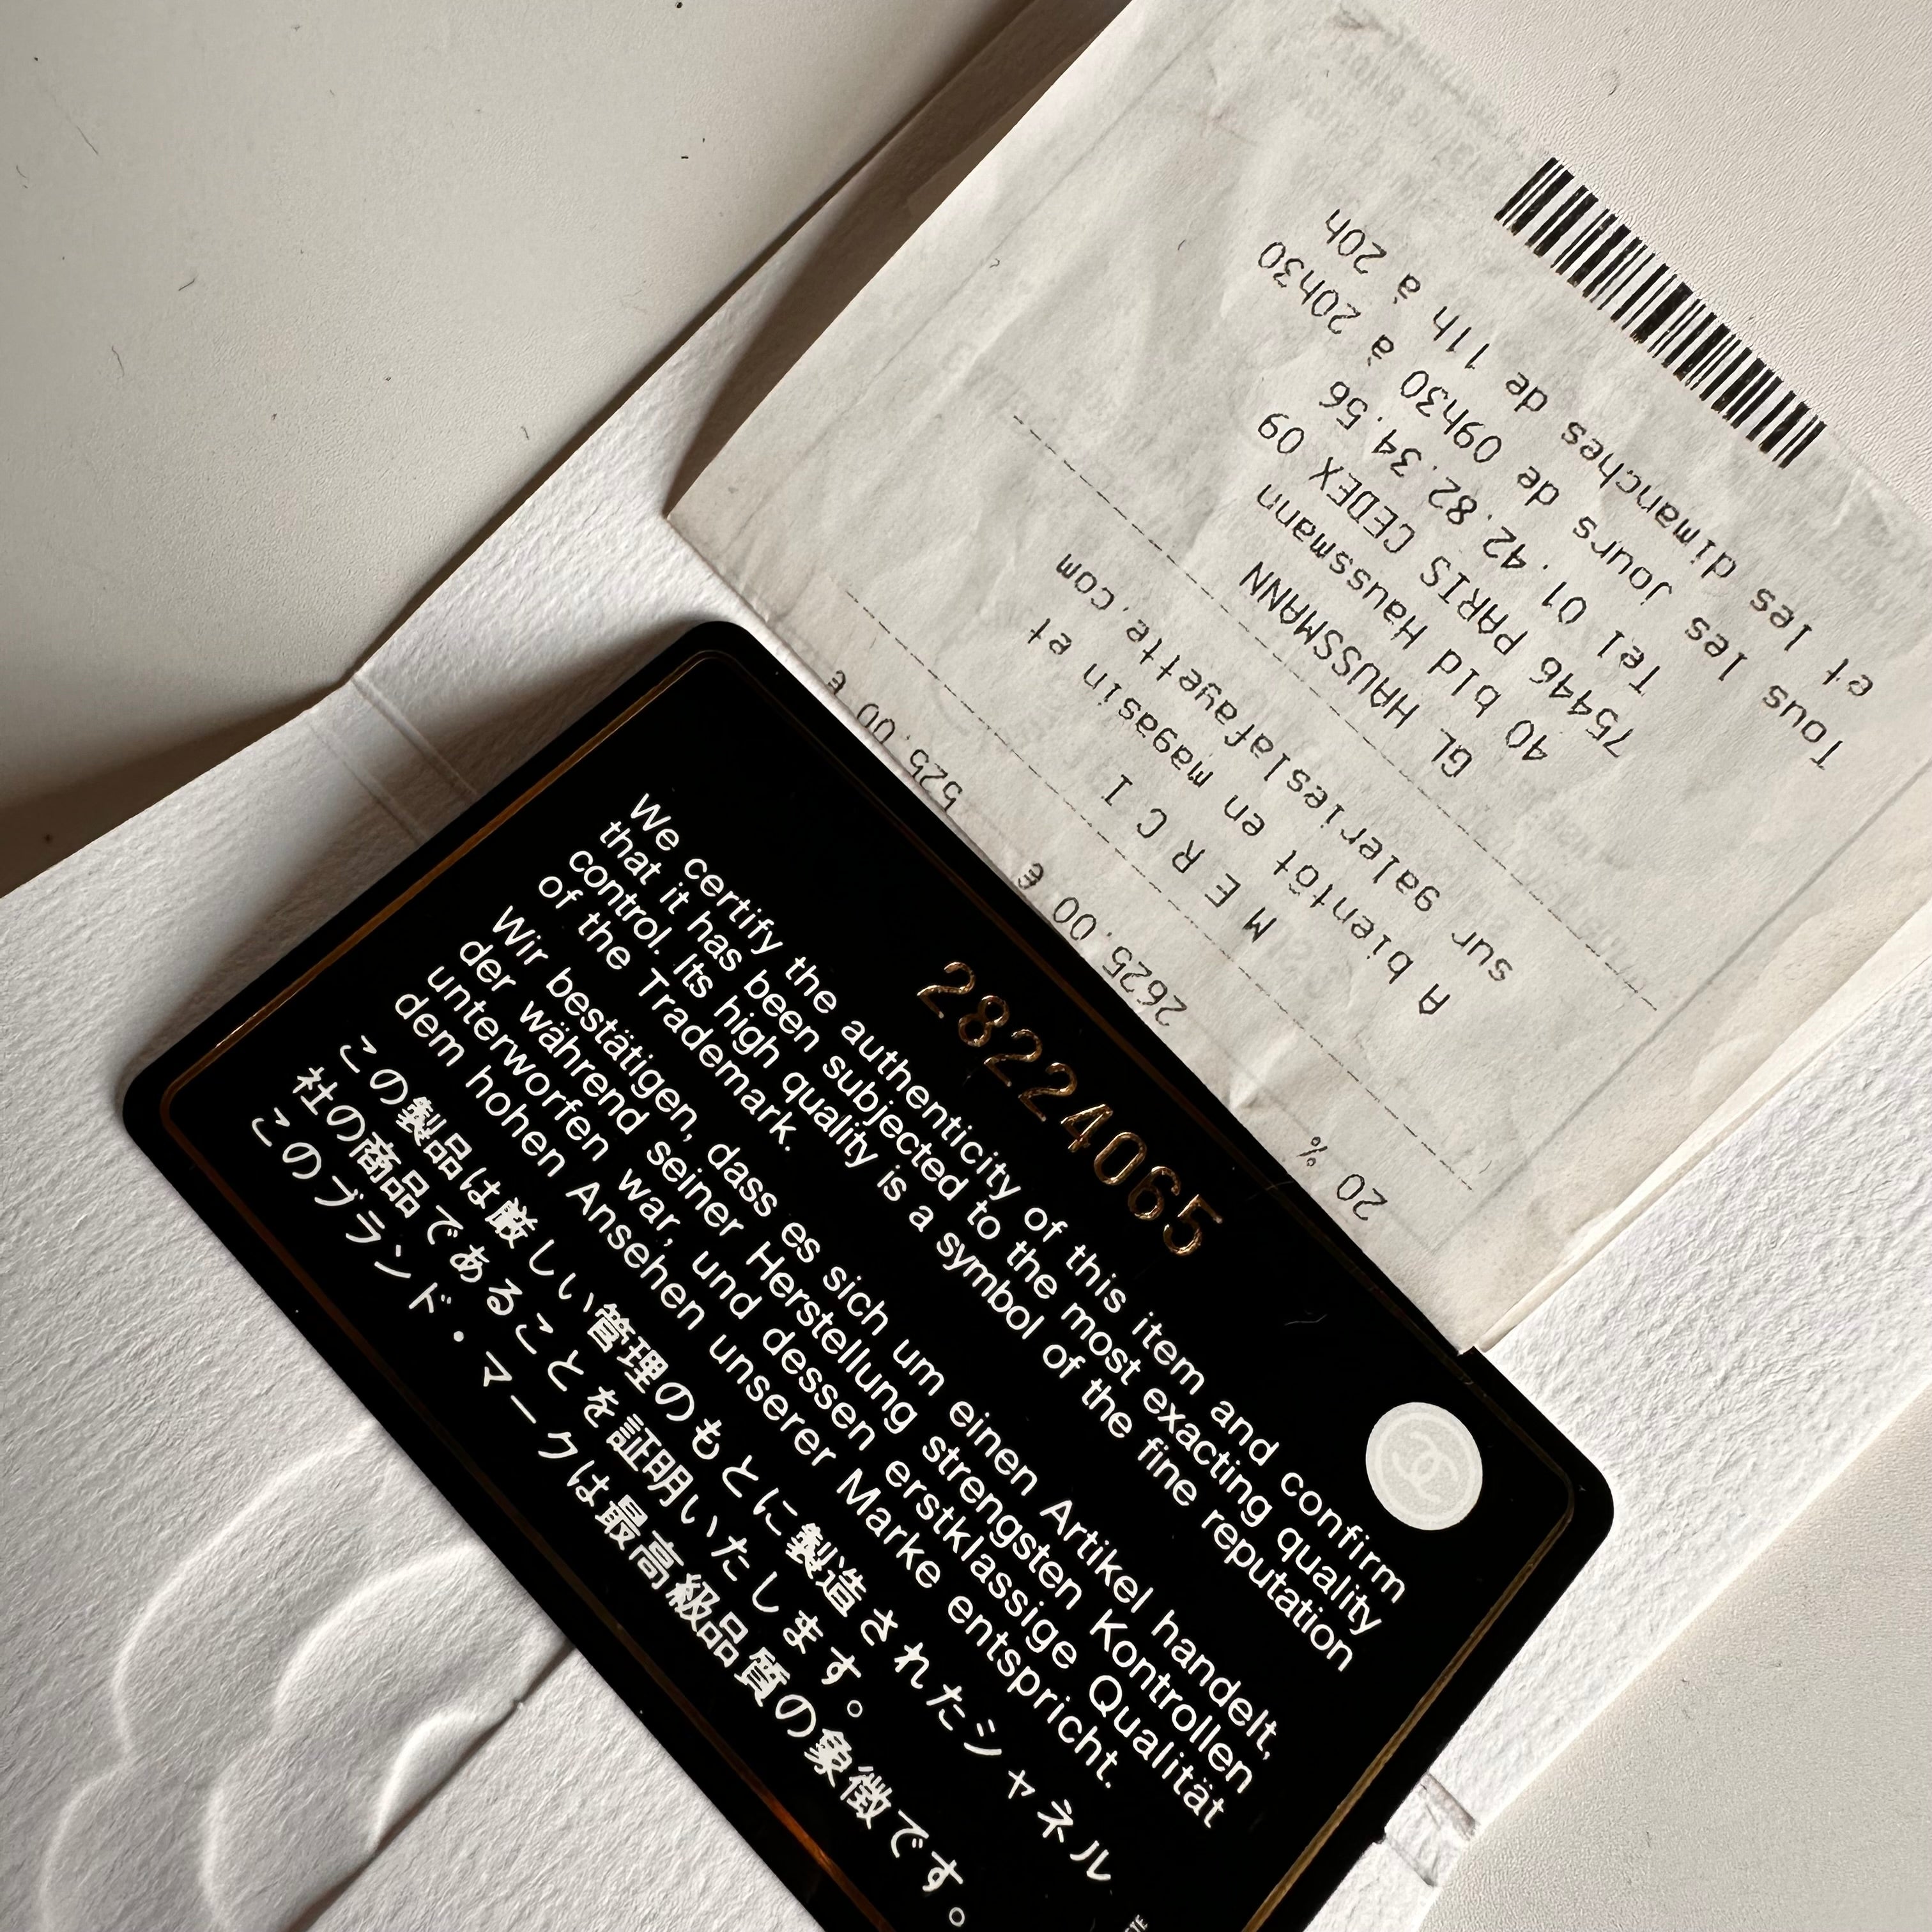 28224065
We certify the authenticity of this item and confirm
that it has been subjected to the most exacting quality
control. Its high quality is a symbol of the fine reputation
of the Trademark.
Wir bestätigen, dass es sich um einen Artikel handelt,
der während seiner Herstellung strengsten Kontrollen
unterworfen war, und dessen erstklassige Qualität
dem hohen Ansehen unserer Marke entspricht.
この製品は厳しい管理のもとに製造されたシャネル
社の商品であることを証明いたします。
このブランド・マークは最高級品質の象徴です。
20 % 2625.00 € 525.00 €
M E R C I
A bientôt en magasin et
sur galerieslafayette.com
GL HAUSSMANN
40 bld Haussmann
75446 PARIS CEDEX 09
Tel 01.42.82.34.56
Tous les jours de 09h30 à 20h30
et les dimanches de 11h à 20h